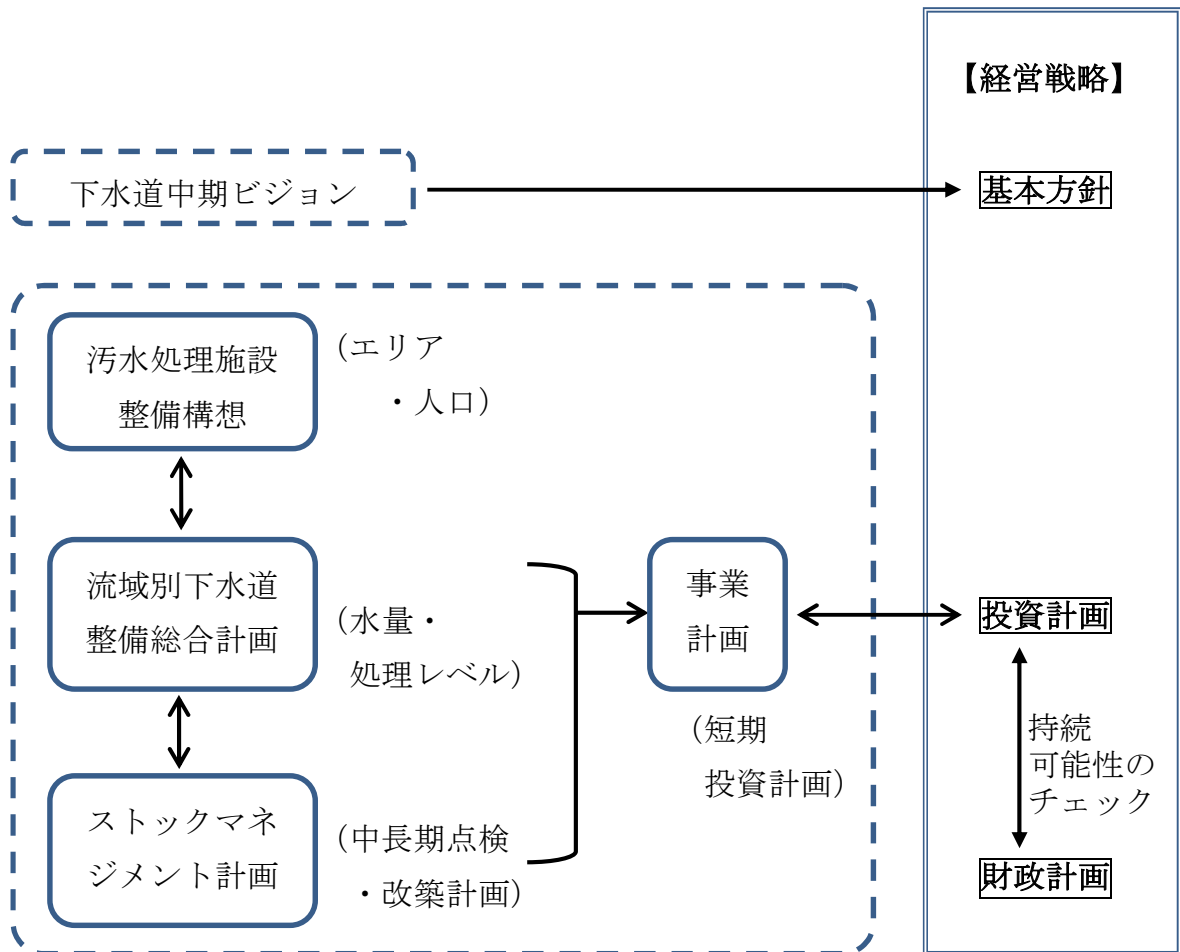 【経営戦略】
下水道中期ビジョン
基本方針
汚水処理施設
整備構想
(エリア
・人口)
流域別下水道
整備総合計画
(水量・
処理レベル)
事業
計画
(短期
投資計画)
投資計画
持続
可能性の
チェック
ストックマネ
ジメント計画
(中長期点検
・改築計画)
財政計画